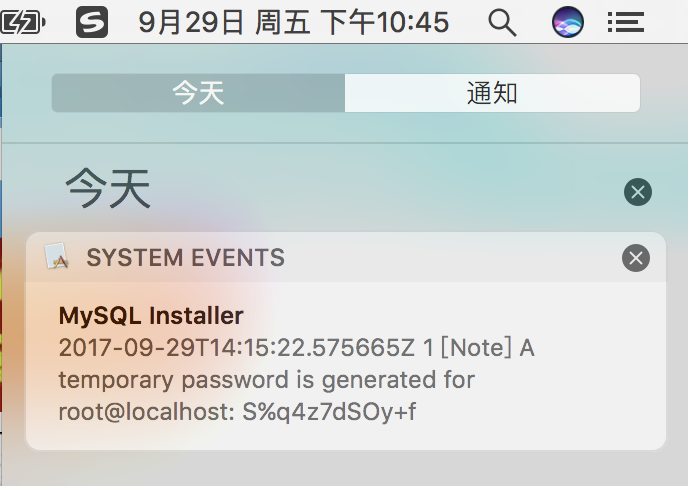 9月29日 周五 下午10:45
今天
通知
今天
SYSTEM EVENTS
MySQL Installer
2017-09-29T14:15:22.575665Z 1 [Note] A
temporary password is generated for
root@localhost: S%q4z7dSOy+f